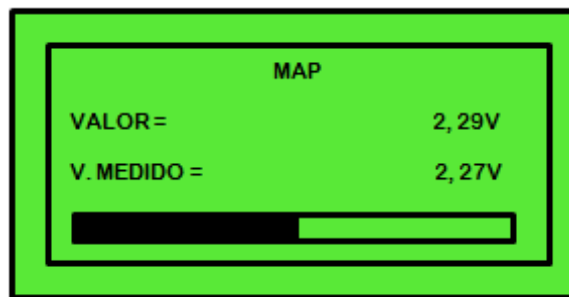 MAP
VALOR = 2, 29V
V. MEDIDO = 2, 27V